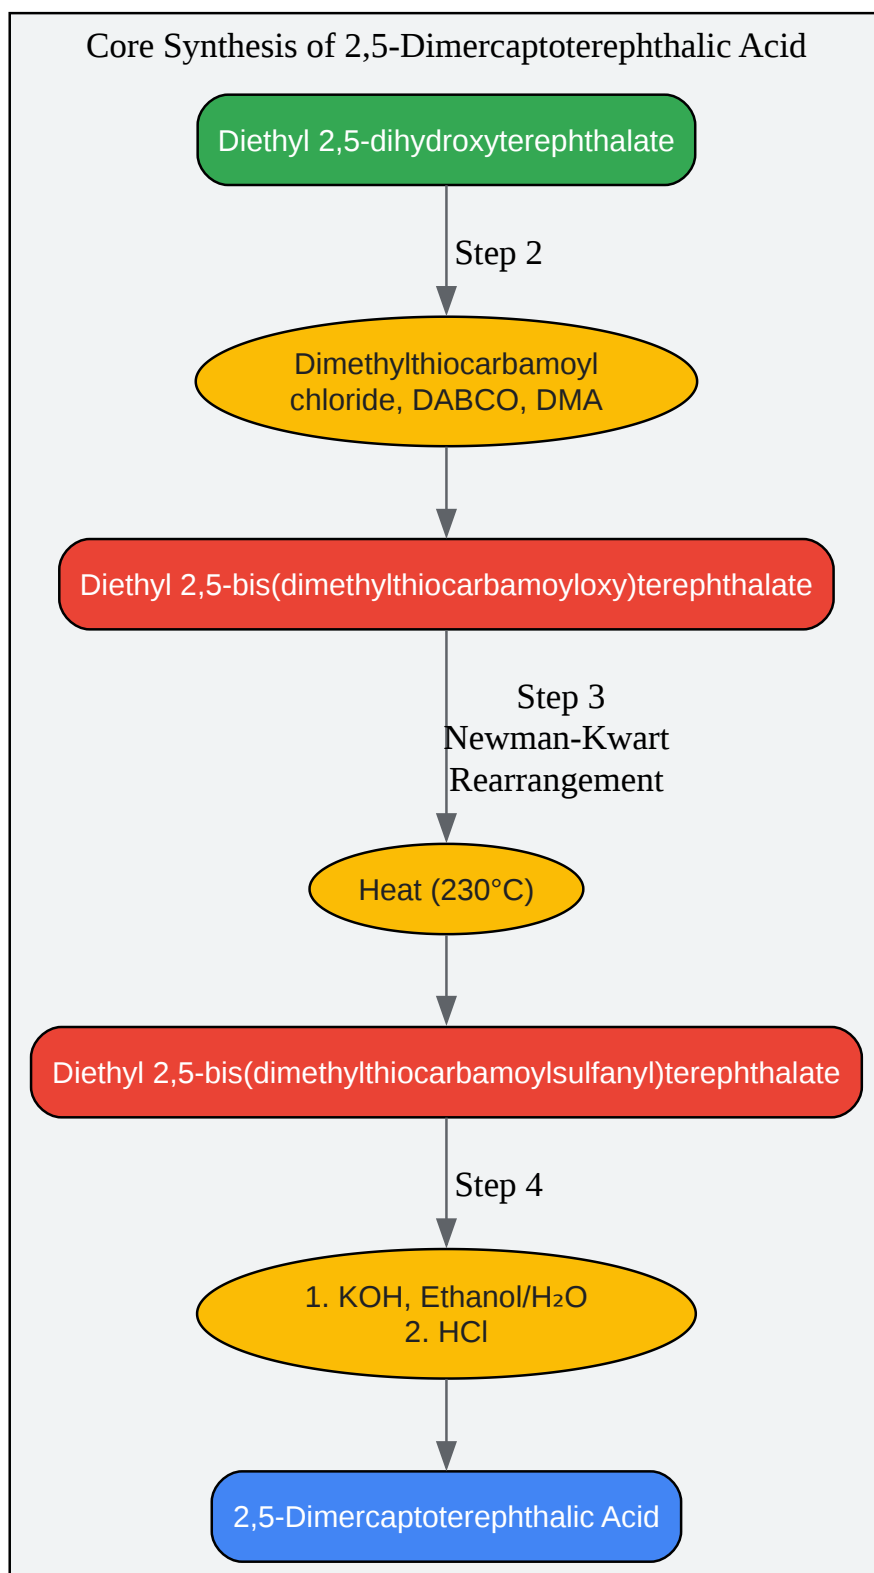 Core Synthesis of 2,5-Dimercaptoterephthalic Acid
Diethyl 2,5-dihydroxyterephthalate
Step 2
Dimethylthiocarbamoyl
chloride, DABCO, DMA
Diethyl 2,5-bis(dimethylthiocarbamoyloxy)terephthalate
Step 3
Newman-Kwart
Rearrangement
Heat (230°C)
Diethyl 2,5-bis(dimethylthiocarbamoylsulfanyl)terephthalate
Step 4
1. KOH, Ethanol/H₂O
2. HCl
2,5-Dimercaptoterephthalic Acid